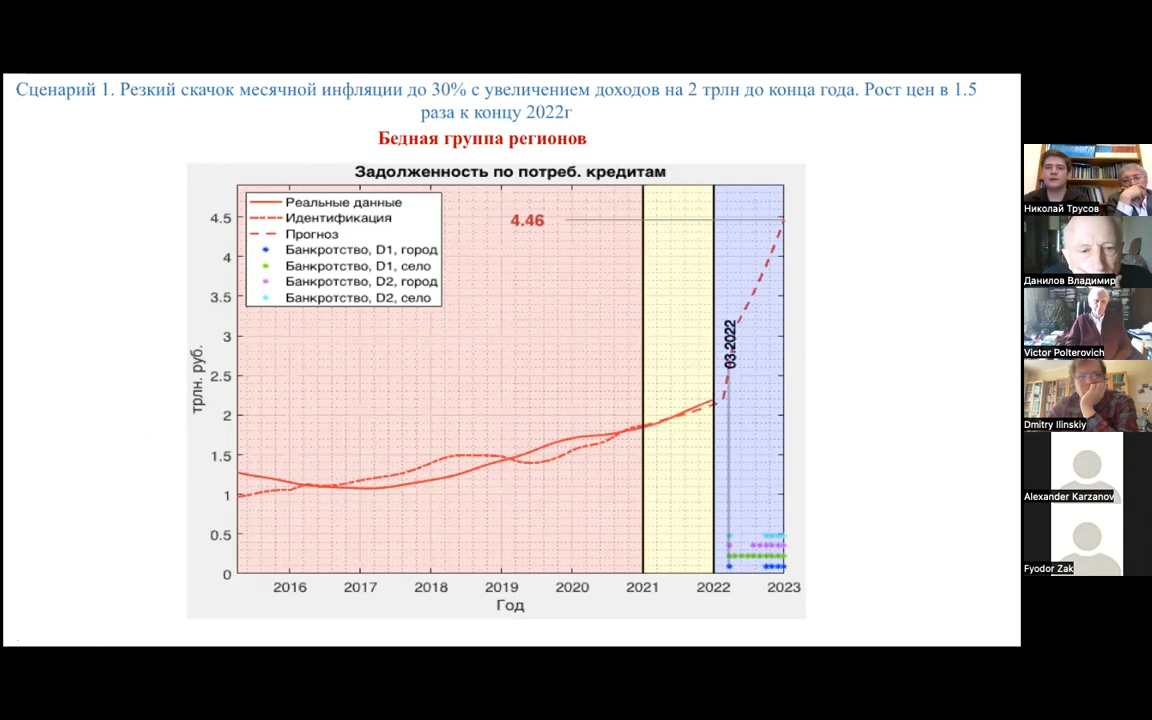 Сценарий 1. Резкий скачок месячной инфляции до 30% с увеличением доходов на 2 трлн до конца года. Рост цен в 1.5
раза к концу 2022г
Бедная группа регионов
Задолженность по потреб. кредитам
Реальные данные
Идентификация
Прогноз
Банкротство, D1, город
Банкротство, D1, село
Банкротство, D2, город
Банкротство, D2, село
4.46
03.2022
трлн. руб.
4.5
4
3.5
3
2.5
2
1.5
1
0.5
0
2016 2017 2018 2019 2020 2021 2022 2023
Год
Николай Трусов
Данилов Владимир
Victor Polterovich
Dmitry Ilinskiy
Alexander Karzanov
Fyodor Zak